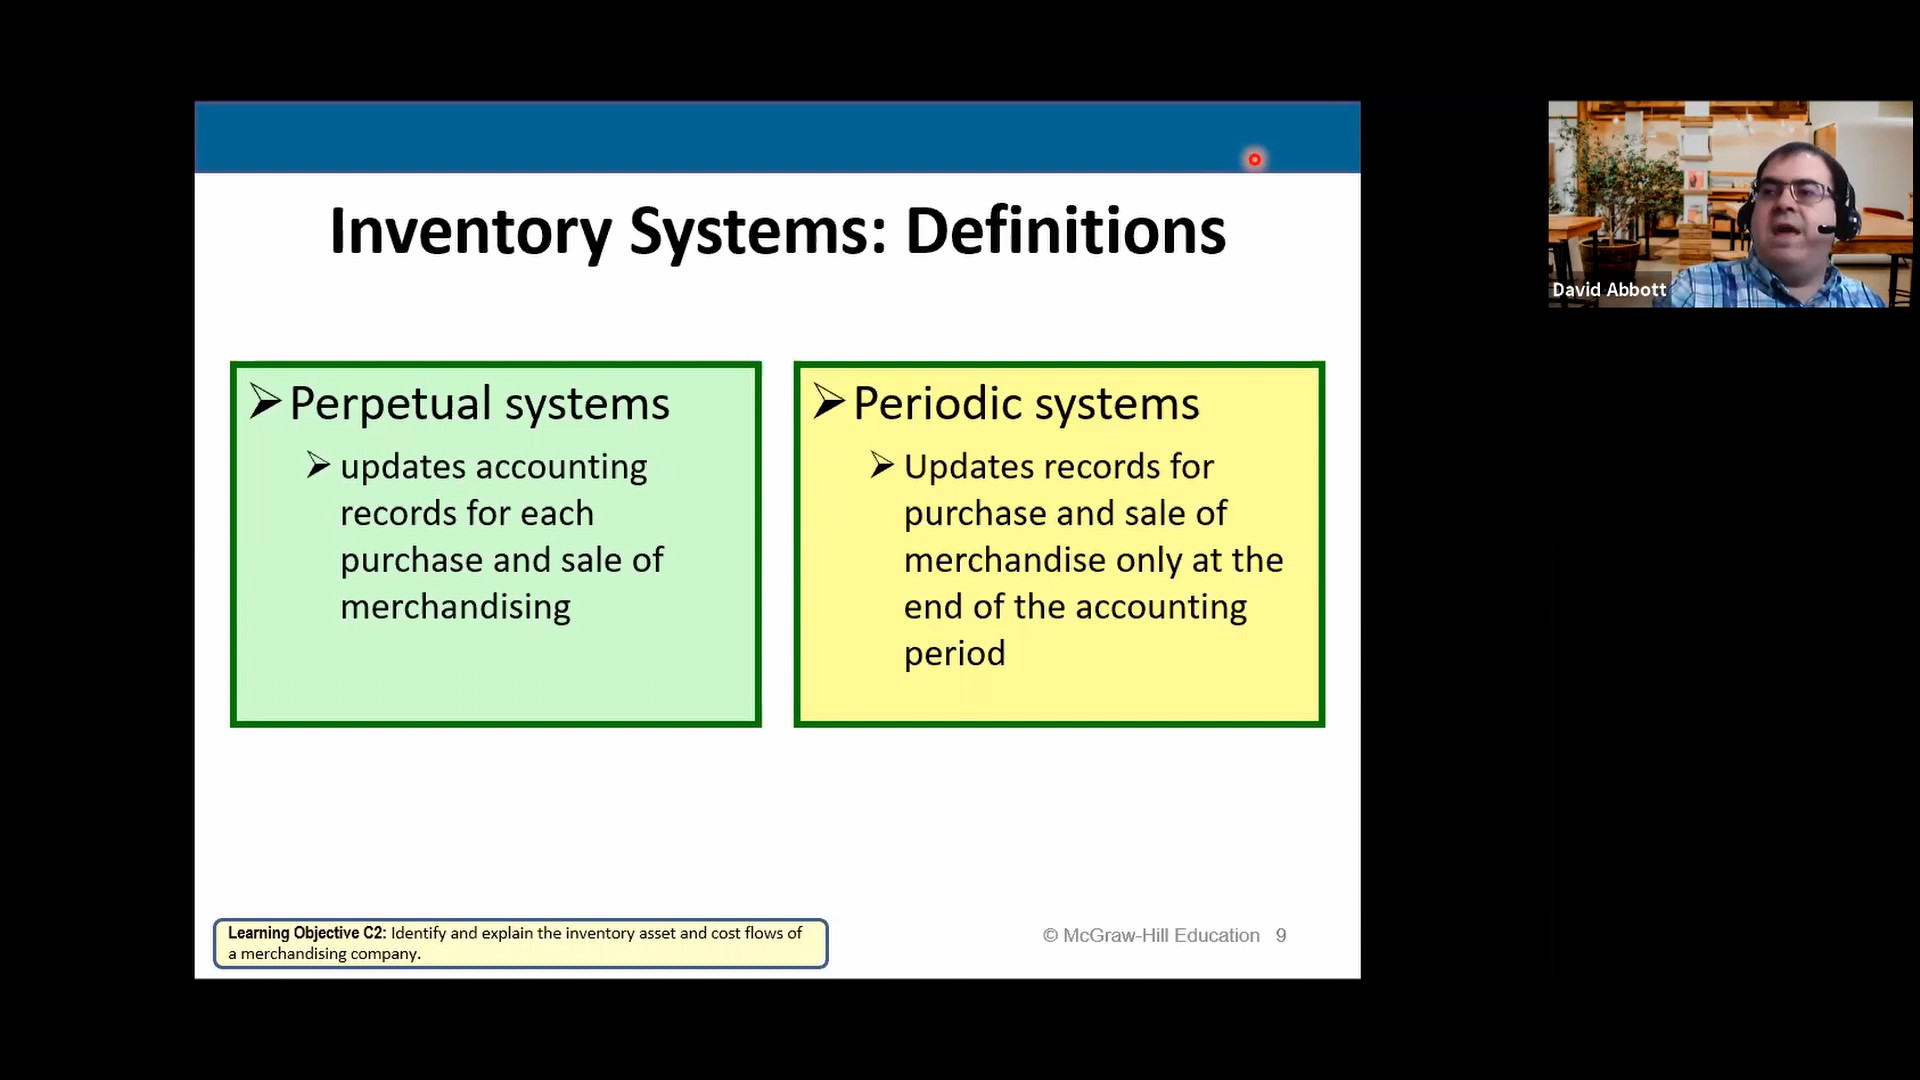 Inventory Systems: Definitions
➢Perpetual systems
➢updates accounting
records for each
purchase and sale of
merchandising
➢Periodic systems
➢Updates records for
purchase and sale of
merchandise only at the
end of the accounting
period
Learning Objective C2: Identify and explain the inventory asset and cost flows of
a merchandising company.
© McGraw-Hill Education 9
David Abbott